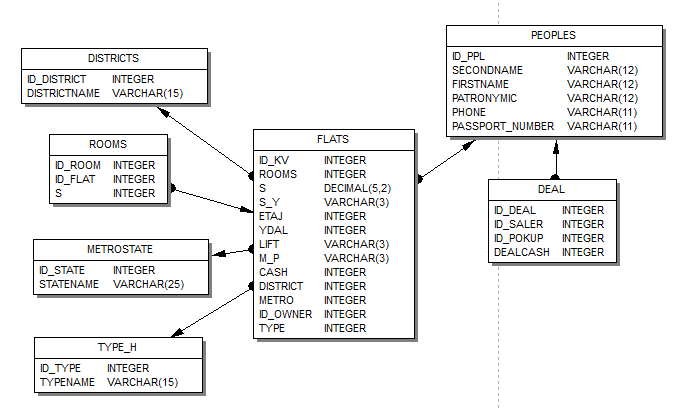 DISTRICTS
ID_DISTRICT INTEGER
DISTRICTNAME VARCHAR(15)
ROOMS
ID_ROOM INTEGER
ID_FLAT INTEGER
S INTEGER
METROSTATE
ID_STATE INTEGER
STATENAME VARCHAR(25)
TYPE_H
ID_TYPE INTEGER
TYPENAME VARCHAR(15)
FLATS
ID_KV INTEGER
ROOMS INTEGER
S DECIMAL(5,2)
S_Y VARCHAR(3)
ETAJ INTEGER
YDAL INTEGER
LIFT VARCHAR(3)
M_P VARCHAR(3)
CASH INTEGER
DISTRICT INTEGER
METRO INTEGER
ID_OWNER INTEGER
TYPE INTEGER
PEOPLES
ID_PPL INTEGER
SECONDNAME VARCHAR(12)
FIRSTNAME VARCHAR(12)
PATRONYMIC VARCHAR(12)
PHONE VARCHAR(11)
PASSPORT_NUMBER VARCHAR(11)
DEAL
ID_DEAL INTEGER
ID_SALER INTEGER
ID_POKUP INTEGER
DEALCASH INTEGER